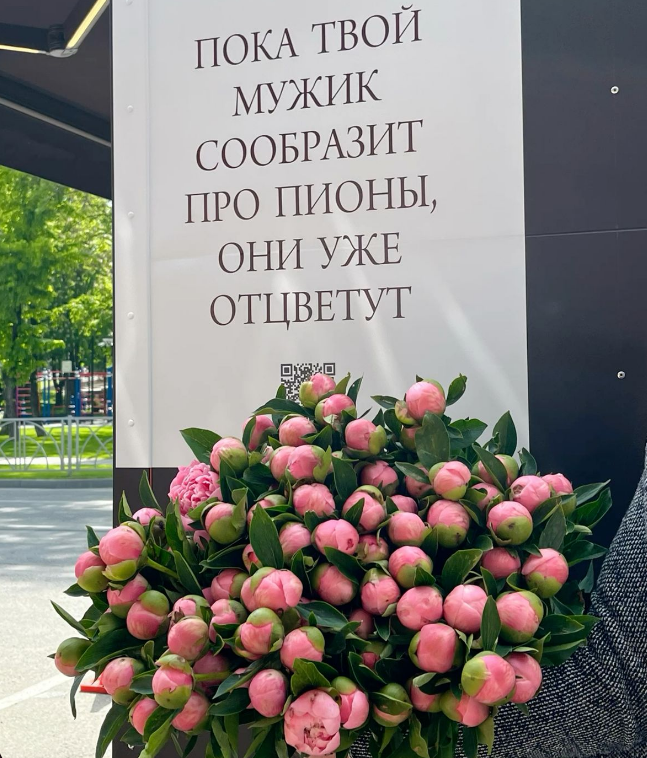 ПОКА ТВОЙ
МУЖИК
СООБРАЗИТ
ПРО ПИОНЫ,
ОНИ УЖЕ
ОТЦВЕТУТ